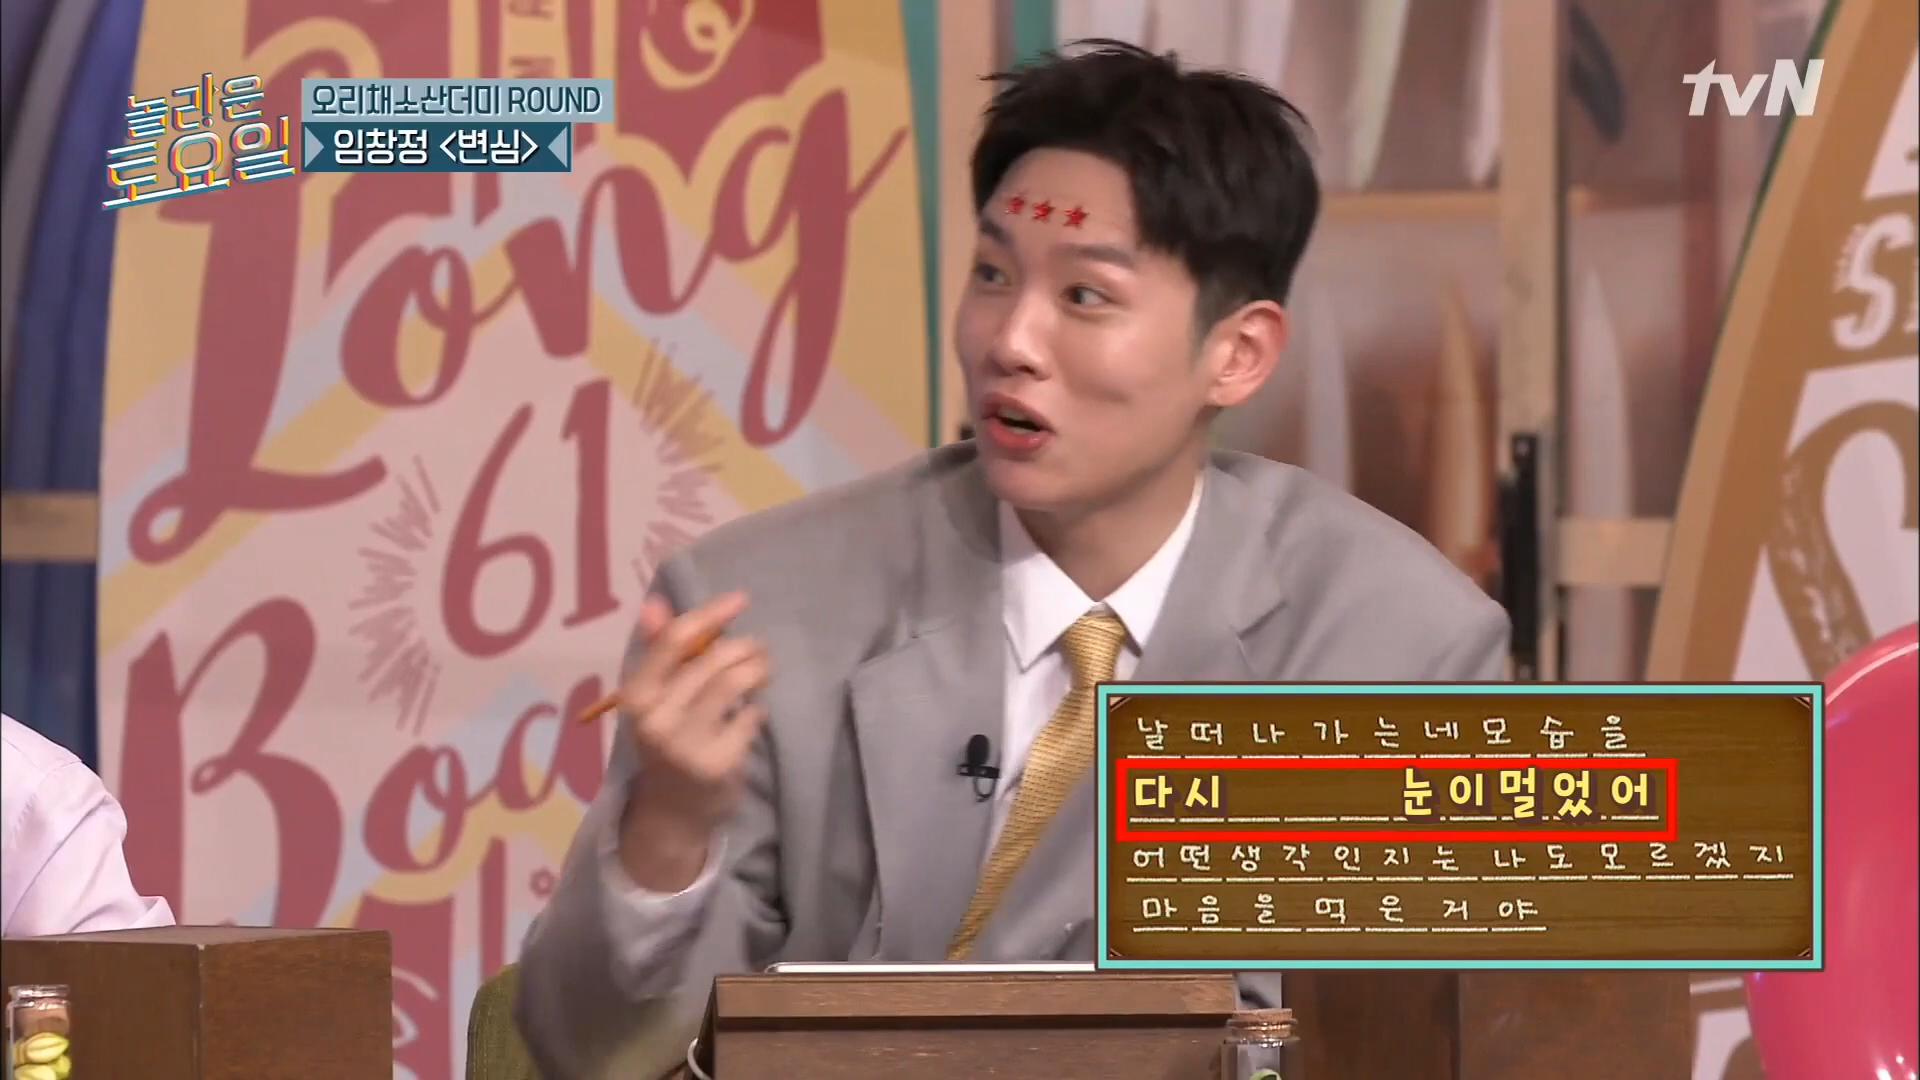 놀라운
토요일
오리채소산더미 ROUND
임창정 <변심>
tvN
Long
61
Boa
날 떠 나 가 는 네 모 습 을
다 시 눈 이 멀 었 어
어 떤 생 각 인 지 는 나 도 모 르 겠 지
마 음 을 먹 은 거 야